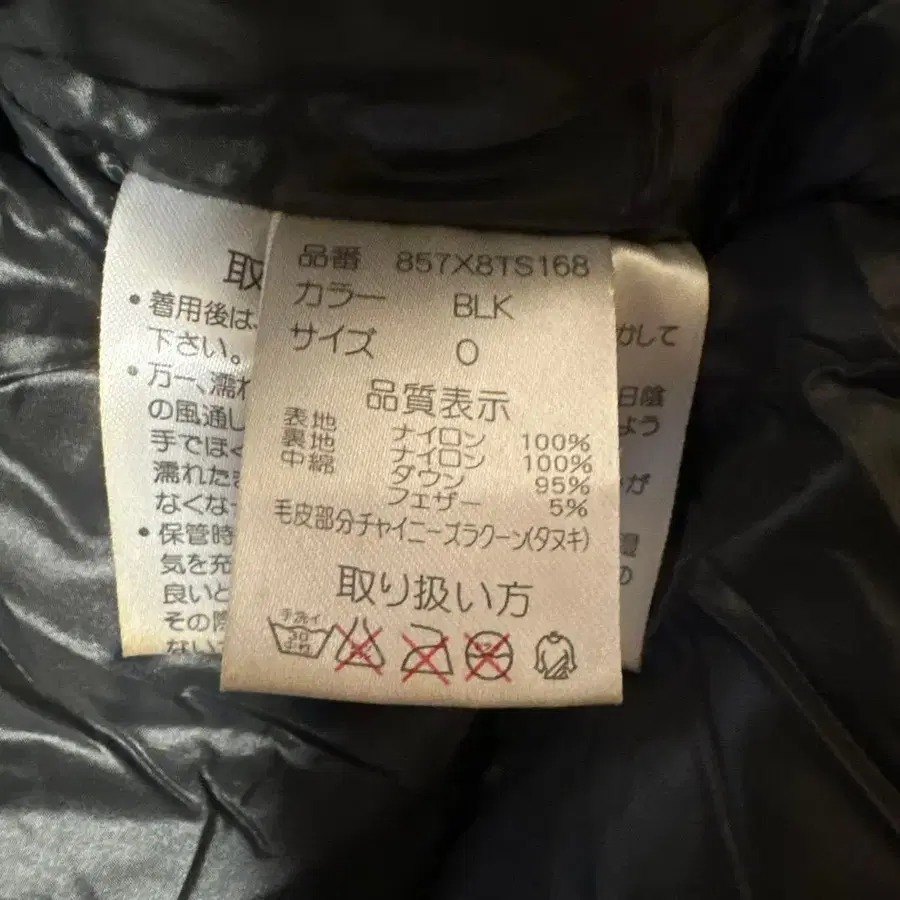 品番 857X8TS168
カラー BLK
サイズ 0
品質表示
表地 ナイロン 100%
裏地 ナイロン 100%
中綿 ダウン 95%
フェザー 5%
毛皮部分チャイニーズラクーン(タヌキ)
取り扱い方
手洗イ
30
中性
取
• 着用後は、
かして
下さい。
• 万一、濡れ
日陰
の風通し
よう
手でほぐ
濡れたま
が
なくな
• 保管時
気を充
の
良いと
その際
ない